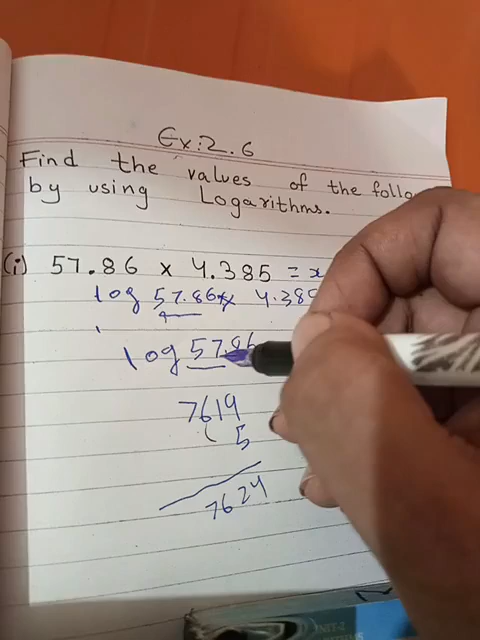 Ex:2.6
Find the values of the follo
by using Logarithms.
(i) 57.86 x 4.385 = x
log 57.86 x 4.385
log 57.86
7619
5
7624